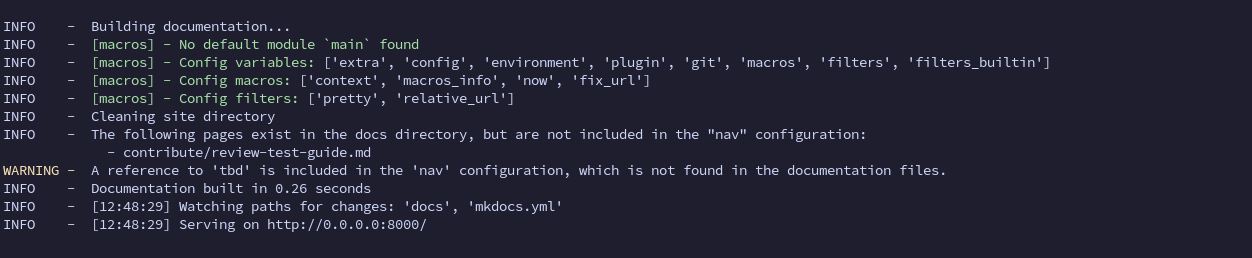 INFO    -  Building documentation...
INFO    -  [macros] - No default module `main` found
INFO    -  [macros] - Config variables: ['extra', 'config', 'environment', 'plugin', 'git', 'macros', 'filters', 'filters_builtin']
INFO    -  [macros] - Config macros: ['context', 'macros_info', 'now', 'fix_url']
INFO    -  [macros] - Config filters: ['pretty', 'relative_url']
INFO    -  Cleaning site directory
INFO    -  The following pages exist in the docs directory, but are not included in the "nav" configuration:
             - contribute/review-test-guide.md
WARNING -  A reference to 'tbd' is included in the 'nav' configuration, which is not found in the documentation files.
INFO    -  Documentation built in 0.26 seconds
INFO    -  [12:48:29] Watching paths for changes: 'docs', 'mkdocs.yml'
INFO    -  [12:48:29] Serving on http://0.0.0.0:8000/